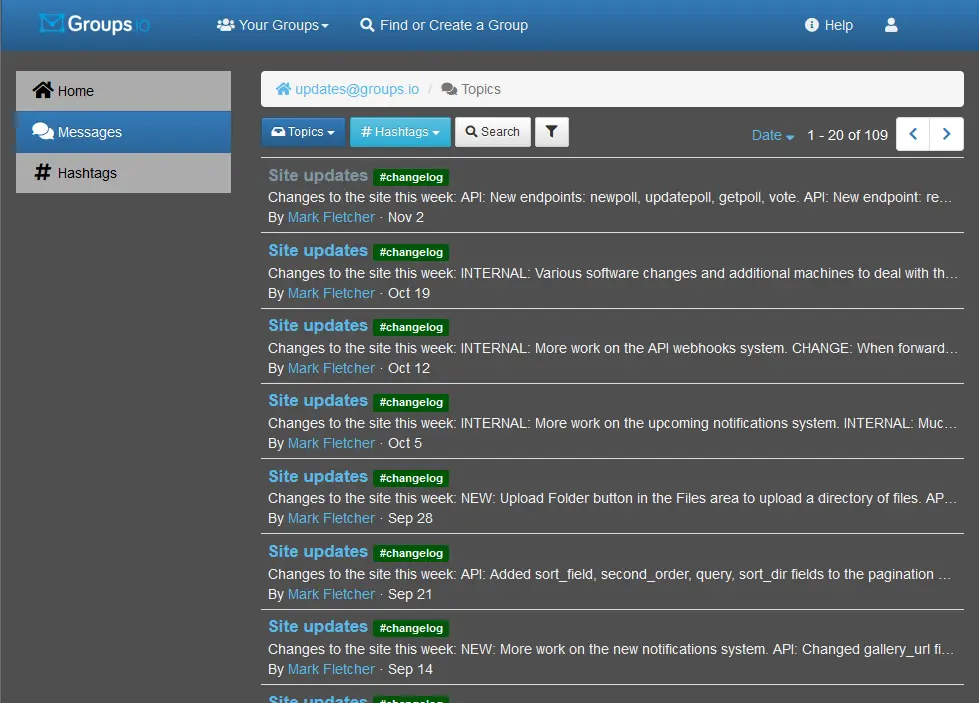 Groups.io Your Groups Find or Create a Group Help
Home
Messages
Hashtags
updates@groups.io / Topics
Topics # Hashtags Search Date 1 - 20 of 109
Site updates #changelog
Changes to the site this week: API: New endpoints: newpoll, updatepoll, getpoll, vote. API: New endpoint: re…
By Mark Fletcher · Nov 2
Site updates #changelog
Changes to the site this week: INTERNAL: Various software changes and additional machines to deal with th…
By Mark Fletcher · Oct 19
Site updates #changelog
Changes to the site this week: INTERNAL: More work on the API webhooks system. CHANGE: When forward…
By Mark Fletcher · Oct 12
Site updates #changelog
Changes to the site this week: INTERNAL: More work on the upcoming notifications system. INTERNAL: Muc…
By Mark Fletcher · Oct 5
Site updates #changelog
Changes to the site this week: NEW: Upload Folder button in the Files area to upload a directory of files. AP…
By Mark Fletcher · Sep 28
Site updates #changelog
Changes to the site this week: API: Added sort_field, second_order, query, sort_dir fields to the pagination …
By Mark Fletcher · Sep 21
Site updates #changelog
Changes to the site this week: NEW: More work on the new notifications system. API: Changed gallery_url fi…
By Mark Fletcher · Sep 14
Site updates #changelog